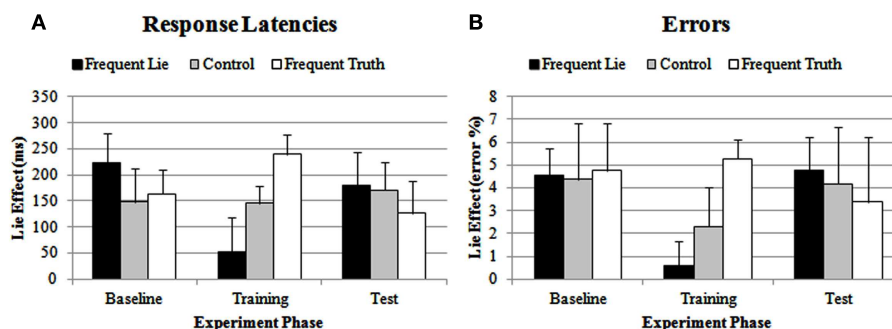 A
Response Latencies
Frequent Lie Control Frequent Truth
Lie Effect (ms)
350
300
250
200
150
100
50
0
Baseline Training Test
Experiment Phase
B
Errors
Frequent Lie Control Frequent Truth
Lie Effect (error %)
8
7
6
5
4
3
2
1
0
Baseline Training Test
Experiment Phase